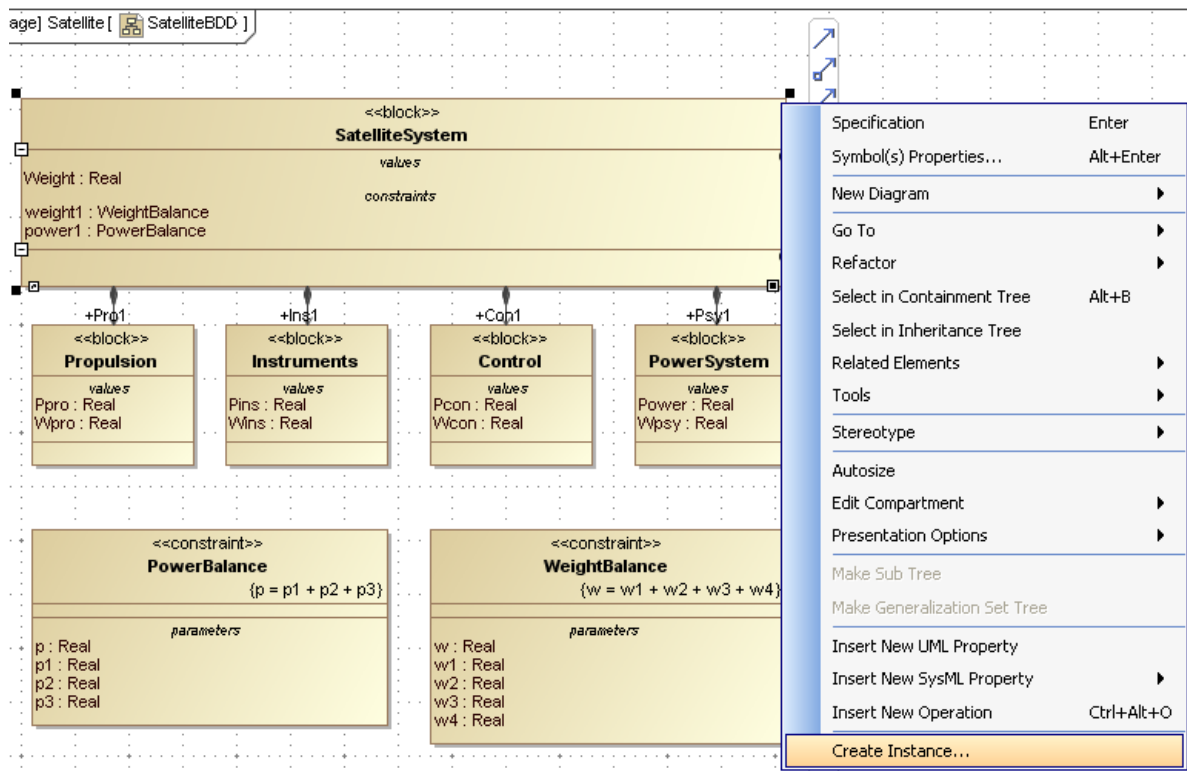 age] Satellite [ SatelliteBDD ]
<<block>>
SatelliteSystem
values
Weight : Real
constraints
weight1 : WeightBalance
power1 : PowerBalance
+Pro1
<<block>>
Propulsion
values
Ppro : Real
Wpro : Real
+Ins1
<<block>>
Instruments
values
Pins : Real
Wins : Real
+Con1
<<block>>
Control
values
Pcon : Real
Wcon : Real
+Psy1
<<block>>
PowerSystem
values
Power : Real
Wpsy : Real
<<constraint>>
PowerBalance
{p = p1 + p2 + p3}
parameters
p : Real
p1 : Real
p2 : Real
p3 : Real
<<constraint>>
WeightBalance
{w = w1 + w2 + w3 + w4}
parameters
w : Real
w1 : Real
w2 : Real
w3 : Real
w4 : Real
Specification Enter
Symbol(s) Properties... Alt+Enter
New Diagram
Go To
Refactor
Select in Containment Tree Alt+B
Select in Inheritance Tree
Related Elements
Tools
Stereotype
Autosize
Edit Compartment
Presentation Options
Make Sub Tree
Make Generalization Set Tree
Insert New UML Property
Insert New SysML Property
Insert New Operation Ctrl+Alt+O
Create Instance...